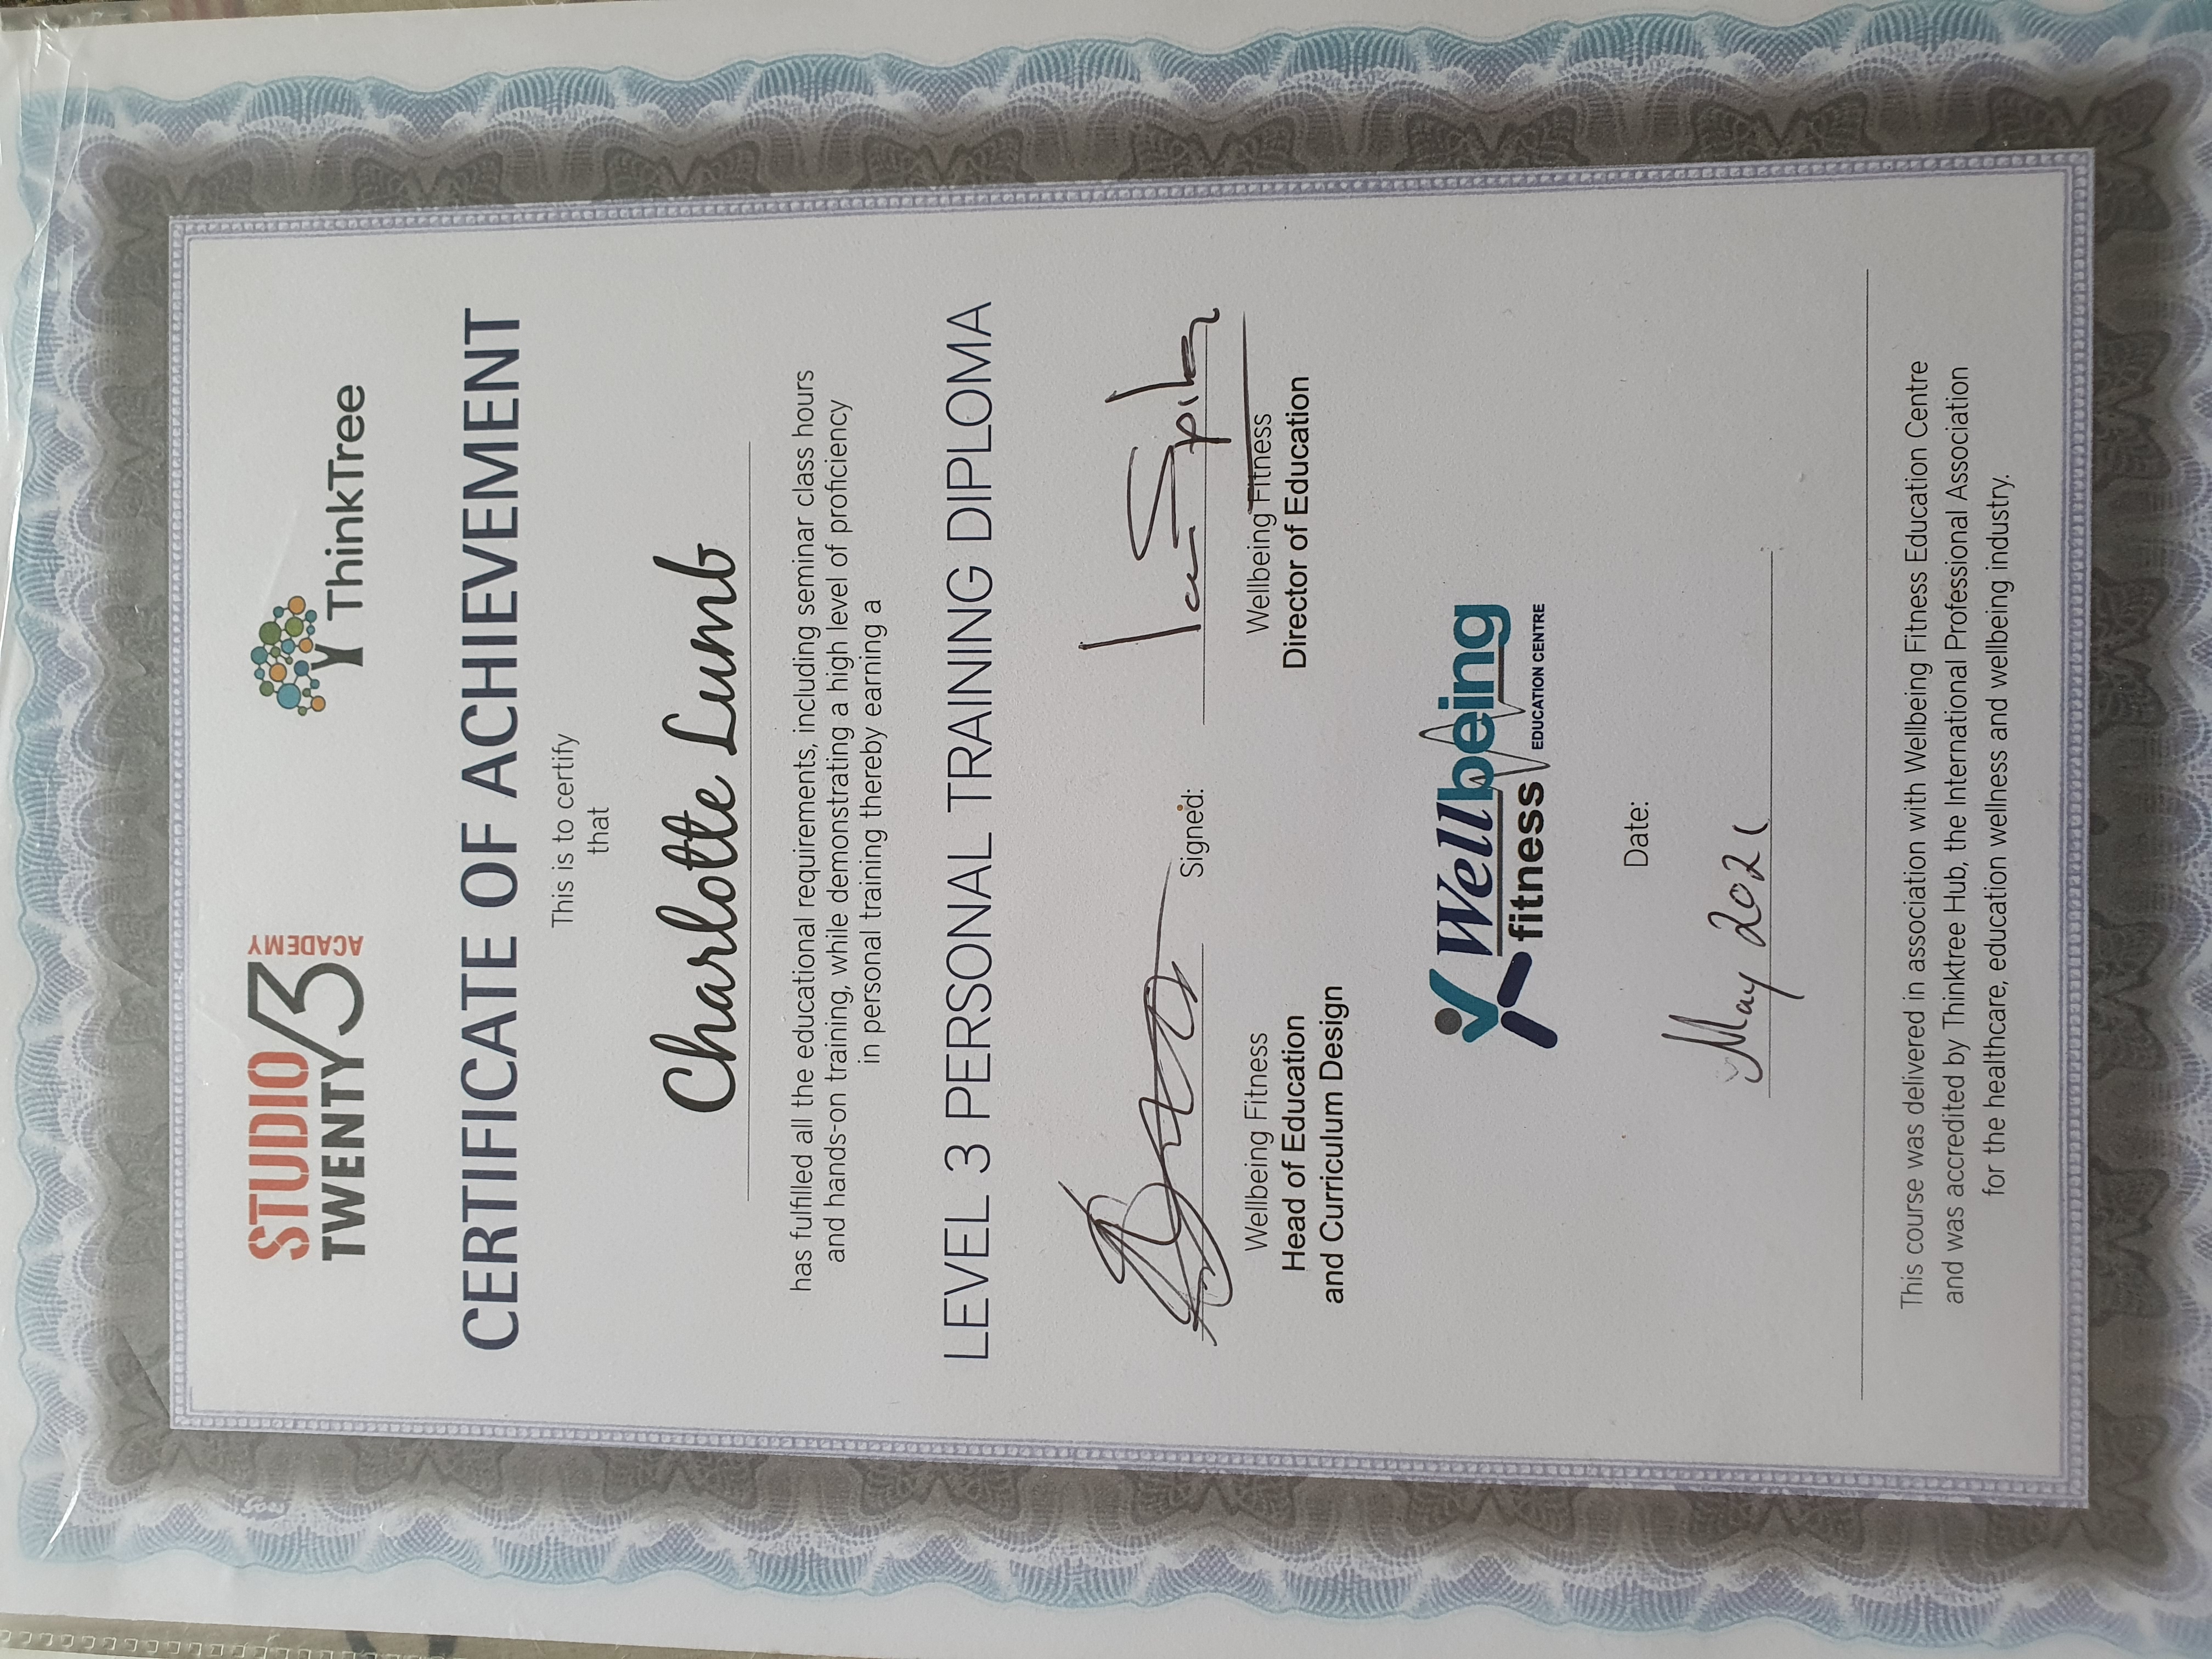 STUDIO
TWENTY/3
ACADEMY
ThinkTree
CERTIFICATE OF ACHIEVEMENT
This is to certify
that
Charlotte Lumb
has fulfilled all the educational requirements, including seminar class hours
and hands-on training, while demonstrating a high level of proficiency
in personal training thereby earning a
LEVEL 3 PERSONAL TRAINING DIPLOMA
Signed:
Wellbeing Fitness
Head of Education
and Curriculum Design
Wellbeing Fitness
Director of Education
Wellbeing
fitness
EDUCATION CENTRE
Date:
May 2021
This course was delivered in association with Wellbeing Fitness Education Centre
and was accredited by Thinktree Hub, the International Professional Association
for the healthcare, education wellness and wellbeing industry.
Goes